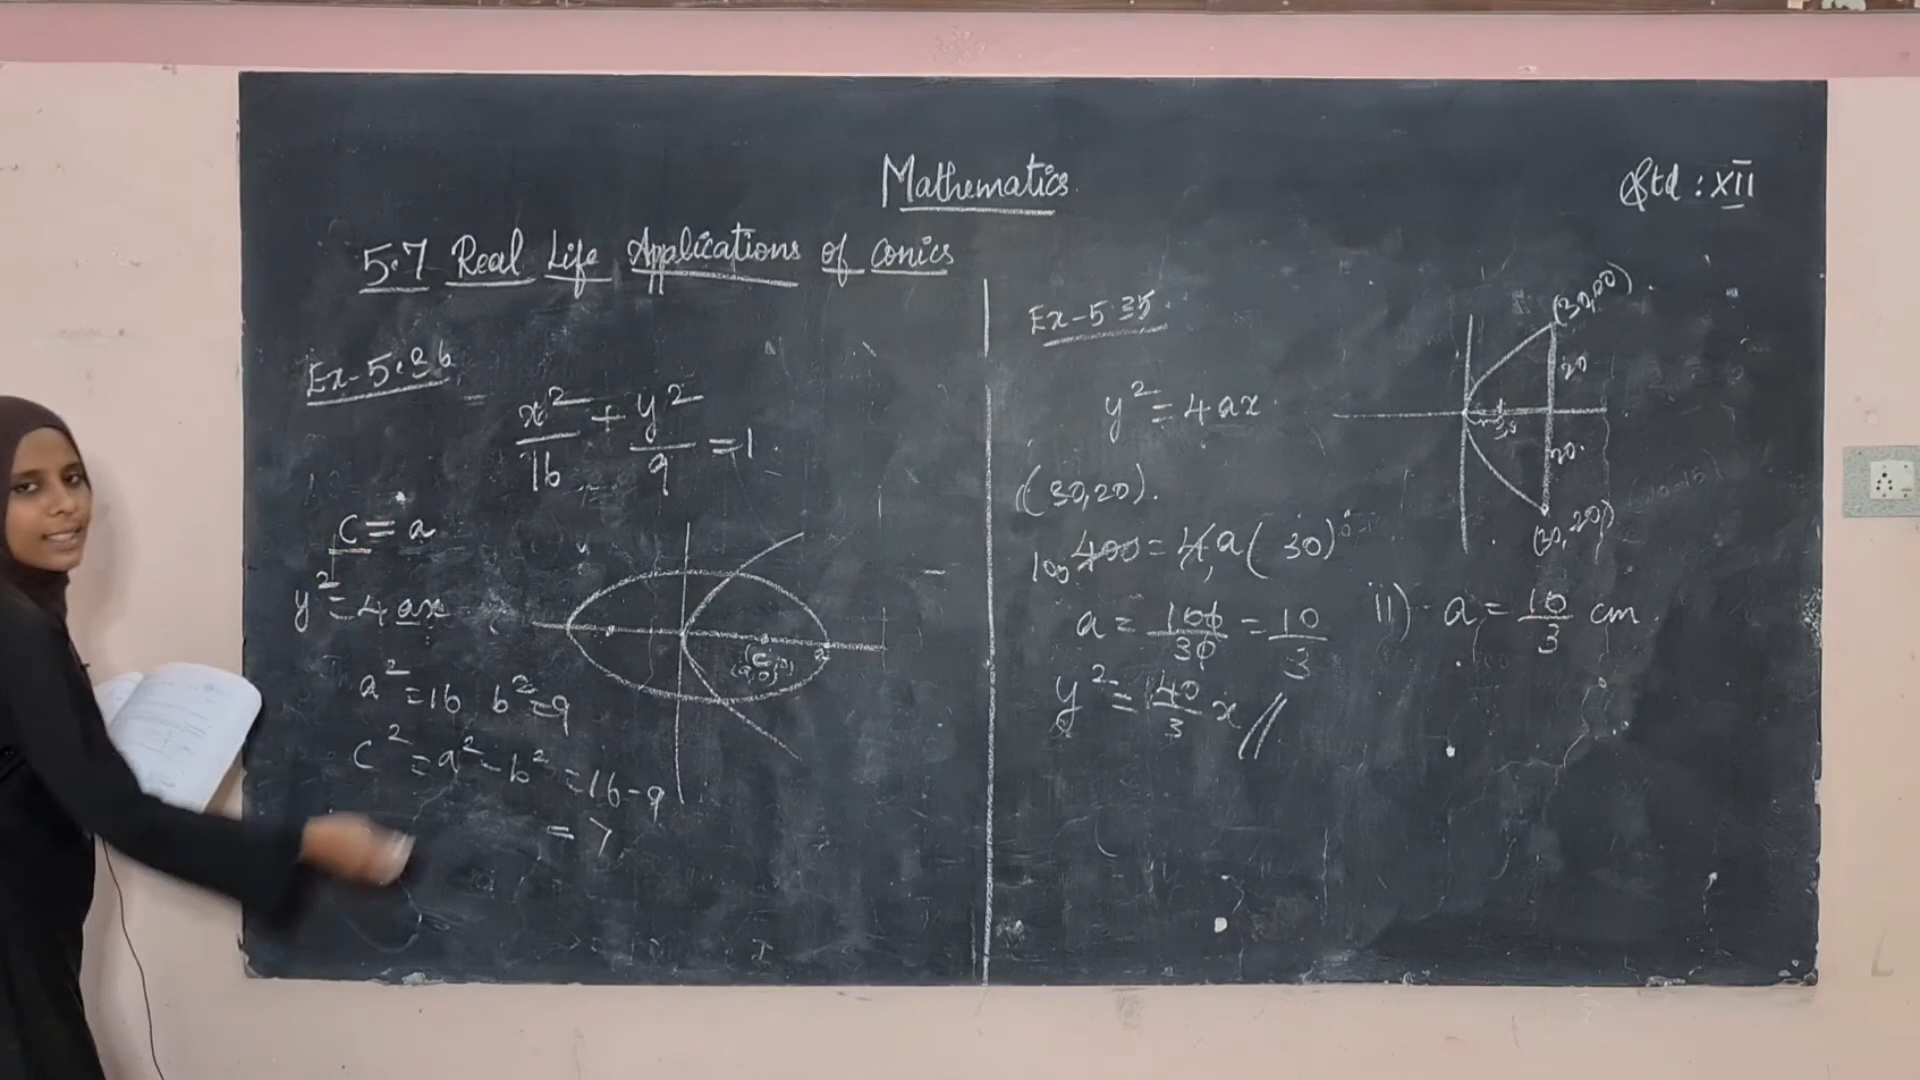 Mathematics
Std : XII
5.7 Real Life Applications of conics
Ex-5.36
x²/16 + y²/9 = 1.
c = a
y² = 4ax
a² = 16 b² = 9
c² = a² - b² = 16 - 9
= 7
a
Ex-5.35.
y² = 4ax
(30,20).
100 400 = 4a(30)
a = 100/30 = 10/3
y² = 40/3 x //
20
30
20.
(30,20)
ii) a = 10/3 cm.